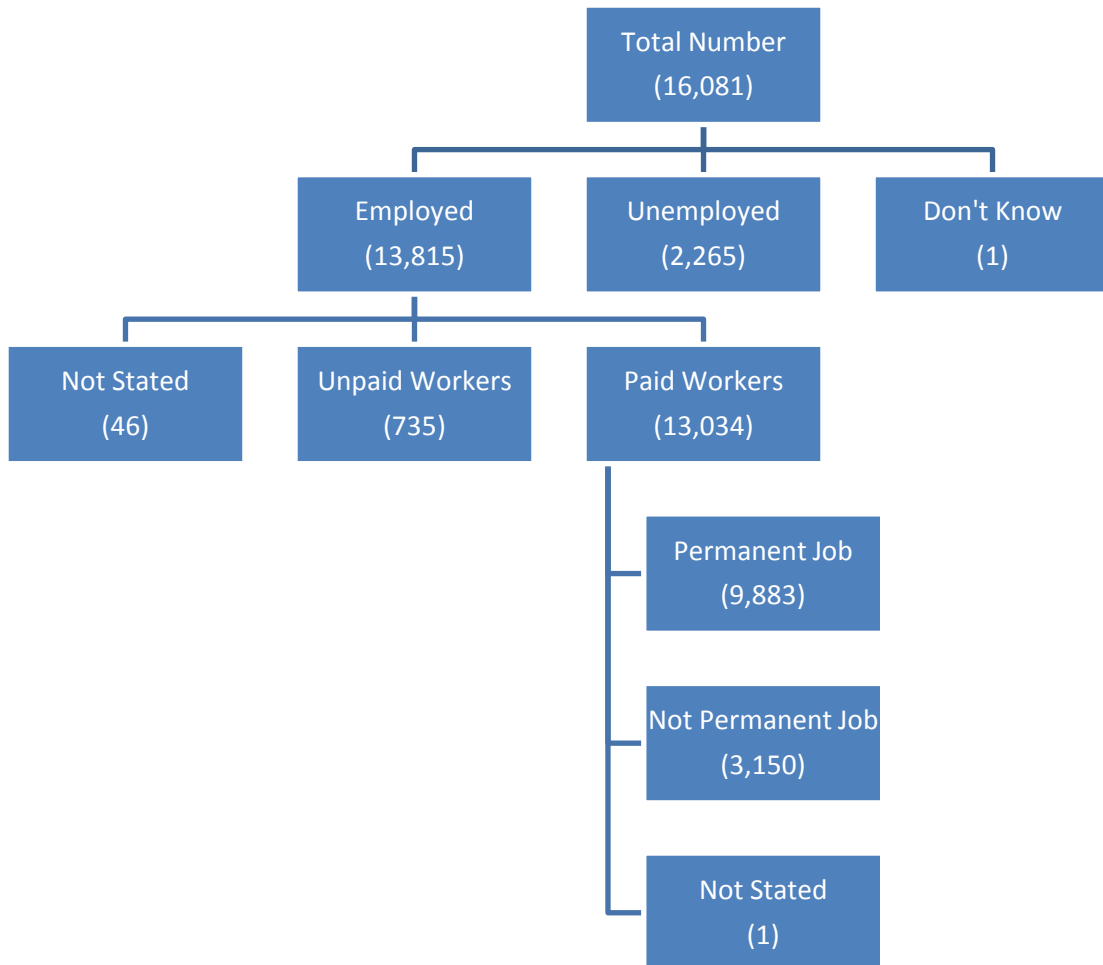 Total Number
(16,081)
Employed
(13,815)
Unemployed
(2,265)
Don't Know
(1)
Not Stated
(46)
Unpaid Workers
(735)
Paid Workers
(13,034)
Permanent Job
(9,883)
Not Permanent Job
(3,150)
Not Stated
(1)